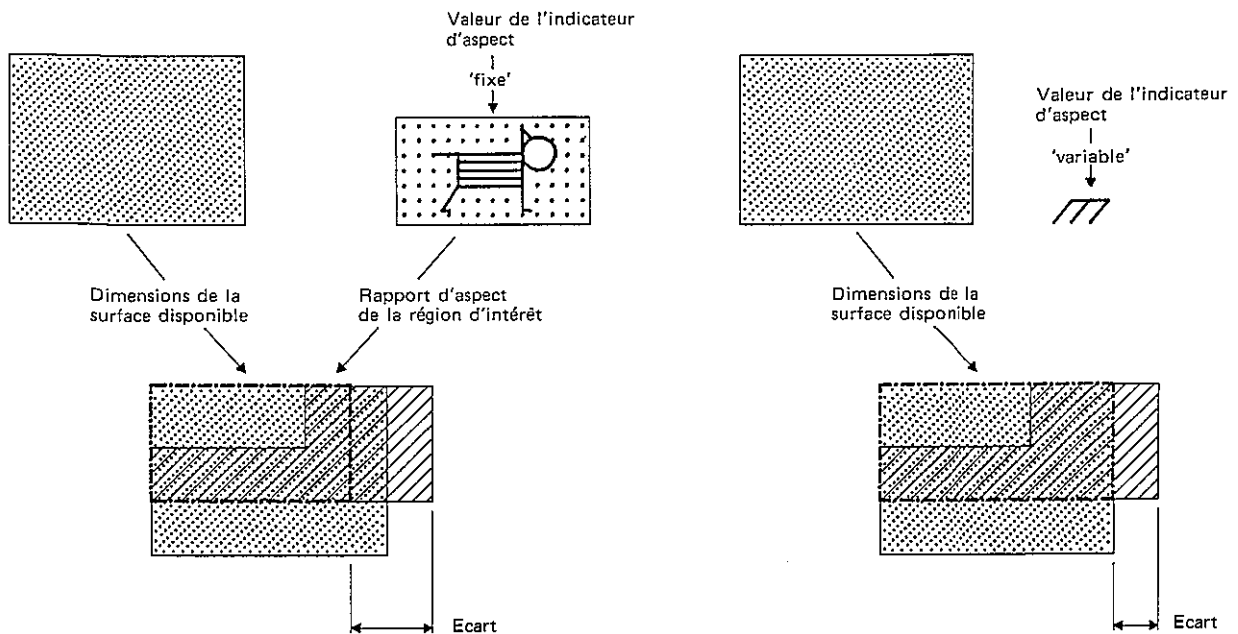 Valeur de l'indicateur
d'aspect
'fixe'
Dimensions de la
surface disponible
Rapport d'aspect
de la région d'intérêt
Ecart
Valeur de l'indicateur
d'aspect
'variable'
Dimensions de la
surface disponible
Ecart